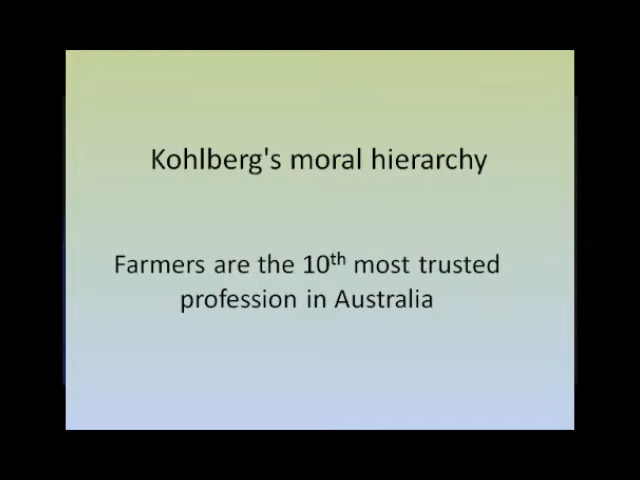 Kohlberg's moral hierarchy
Farmers are the 10th most trusted
profession in Australia